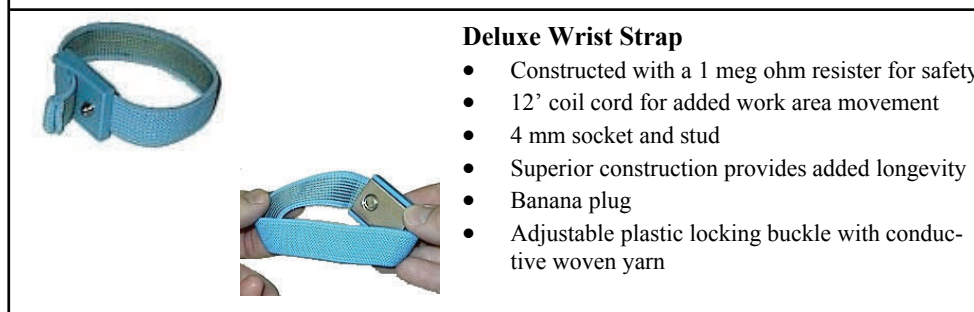 Deluxe Wrist Strap
• Constructed with a 1 meg ohm resister for safety
• 12’ coil cord for added work area movement
• 4 mm socket and stud
• Superior construction provides added longevity
• Banana plug
• Adjustable plastic locking buckle with conduc-
tive woven yarn